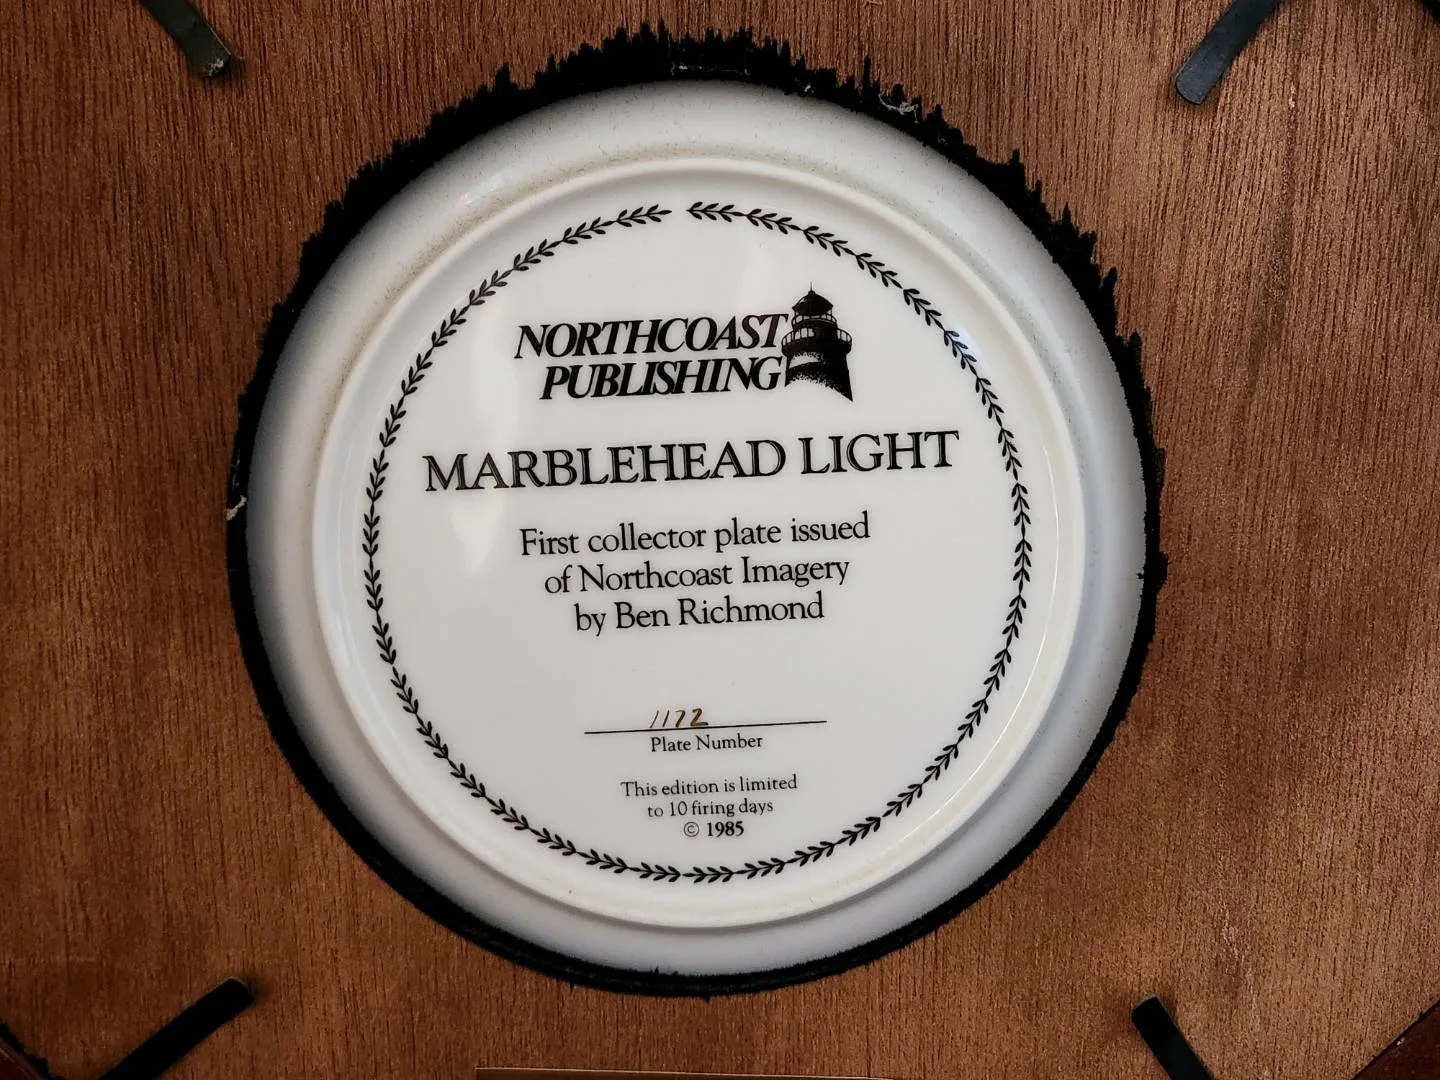 NORTHCOAST
PUBLISHING
MARBLEHEAD LIGHT
First collector plate issued
of Northcoast Imagery
by Ben Richmond
1172
Plate Number
This edition is limited
to 10 firing days
© 1985